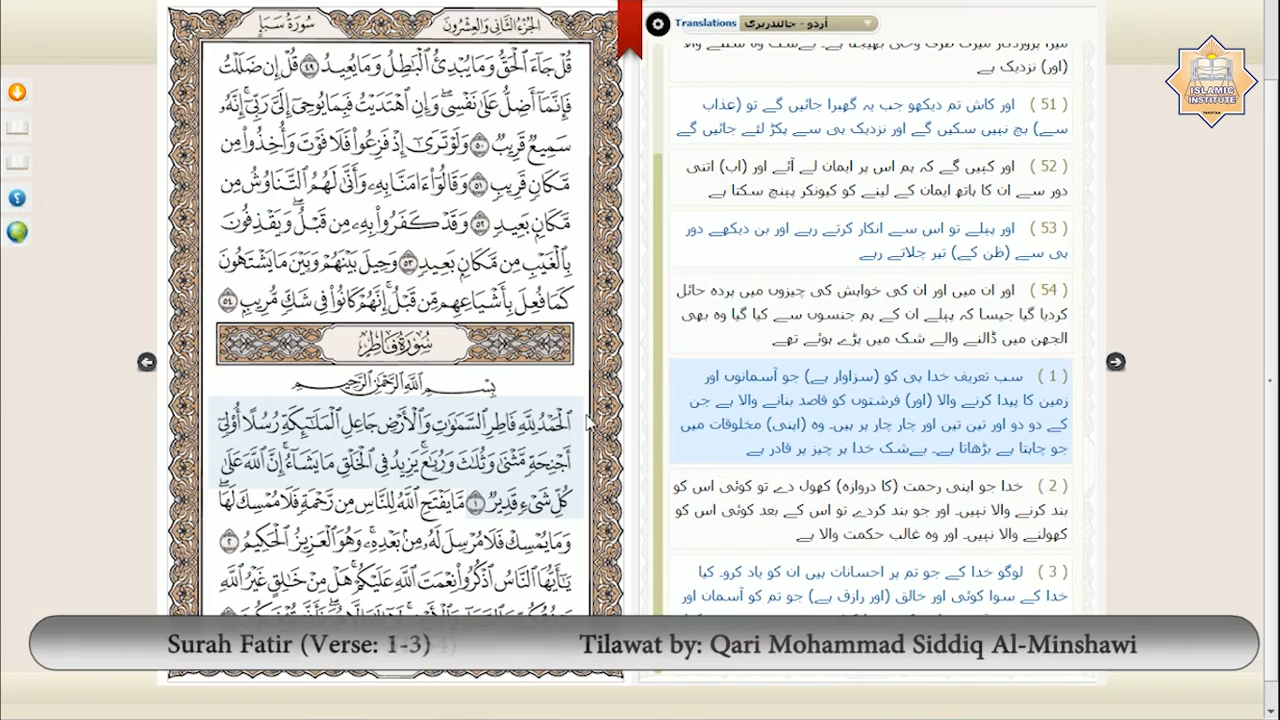 سُورَةُ سَبَإٍ
الجُزءُ الثَّانِي وَالعِشْرُونَ
قُلْ جَآءَ ٱلْحَقُّ وَمَا يُبْدِئُ ٱلْبَٰطِلُ وَمَا يُعِيدُ ٤٩ قُلْ إِن ضَلَلْتُ
فَإِنَّمَآ أَضِلُّ عَلَىٰ نَفْسِى ۖ وَإِنِ ٱهْتَدَيْتُ فَبِمَا يُوحِىٓ إِلَىَّ رَبِّىٓ ۚ إِنَّهُۥ
سَمِيعٌ قَرِيبٌ ٥٠ وَلَوْ تَرَىٰٓ إِذْ فَزِعُوا۟ فَلَا فَوْتَ وَأُخِذُوا۟ مِن
مَّكَانٍ قَرِيبٍ ٥١ وَقَالُوٓا۟ ءَامَنَّا بِهِۦ وَأَنَّىٰ لَهُمُ ٱلتَّنَاوُشُ مِن
مَّكَانٍۭ بَعِيدٍ ٥٢ وَقَدْ كَفَرُوا۟ بِهِۦ مِن قَبْلُ ۖ وَيَقْذِفُونَ
بِٱلْغَيْبِ مِن مَّكَانٍۭ بَعِيدٍ ٥٣ وَحِيلَ بَيْنَهُمْ وَبَيْنَ مَا يَشْتَهُونَ
كَمَا فُعِلَ بِأَشْيَاعِهِم مِّن قَبْلُ ۚ إِنَّهُمْ كَانُوا۟ فِى شَكٍّ مُّرِيبٍۭ ٥٤
سُورَةُ فَاطِرٍ
بِسْمِ ٱللَّهِ ٱلرَّحْمَٰنِ ٱلرَّحِيمِ
ٱلْحَمْدُ لِلَّهِ فَاطِرِ ٱلسَّمَٰوَٰتِ وَٱلْأَرْضِ جَاعِلِ ٱلْمَلَٰٓئِكَةِ رُسُلًا أُو۟لِىٓ
أَجْنِحَةٍ مَّثْنَىٰ وَثُلَٰثَ وَرُبَٰعَ ۚ يَزِيدُ فِى ٱلْخَلْقِ مَا يَشَآءُ ۚ إِنَّ ٱللَّهَ عَلَىٰ
كُلِّ شَىْءٍ قَدِيرٌ ١ مَّا يَفْتَحِ ٱللَّهُ لِلنَّاسِ مِن رَّحْمَةٍ فَلَا مُمْسِكَ لَهَا ۖ
وَمَا يُمْسِكْ فَلَا مُرْسِلَ لَهُۥ مِنۢ بَعْدِهِۦ ۚ وَهُوَ ٱلْعَزِيزُ ٱلْحَكِيمُ ٢
يَٰٓأَيُّهَا ٱلنَّاسُ ٱذْكُرُوا۟ نِعْمَتَ ٱللَّهِ عَلَيْكُمْ ۚ هَلْ مِنْ خَٰلِقٍ غَيْرُ ٱللَّهِ
Translations اُردو - جالندہری
(اور) نزدیک ہے
( 51 ) اور کاش تم دیکھو جب یہ گھبرا جائیں گے تو (عذاب
سے) بچ نہیں سکیں گے اور نزدیک ہی سے پکڑ لئے جائیں گے
( 52 ) اور کہیں گے کہ ہم اس پر ایمان لے آئے اور (اب) اتنی
دور سے ان کا ہاتھ ایمان کے لینے کو کیونکر پہنچ سکتا ہے
( 53 ) اور پہلے تو اس سے انکار کرتے رہے اور بن دیکھے دور
ہی سے (ظن کے) تیر چلاتے رہے
( 54 ) اور ان میں اور ان کی خواہش کی چیزوں میں پردہ حائل
کردیا گیا جیسا کہ پہلے ان کے ہم جنسوں سے کیا گیا وہ بھی
الجھن میں ڈالنے والے شک میں پڑے ہوئے تھے
( 1 ) سب تعریف خدا ہی کو (سزاوار ہے) جو آسمانوں اور
زمین کا پیدا کرنے والا (اور) فرشتوں کو قاصد بنانے والا ہے جن
کے دو دو اور تین تین اور چار چار پر ہیں۔ وہ (اپنی) مخلوقات میں
جو چاہتا ہے بڑھاتا ہے۔ بےشک خدا ہر چیز پر قادر ہے
( 2 ) خدا جو اپنی رحمت (کا دروازہ) کھول دے تو کوئی اس کو
بند کرنے والا نہیں۔ اور جو بند کردے تو اس کے بعد کوئی اس کو
کھولنے والا نہیں۔ اور وہ غالب حکمت والا ہے
( 3 ) لوگو خدا کے جو تم پر احسانات ہیں ان کو یاد کرو۔ کیا
خدا کے سوا کوئی اور خالق (اور رازق ہے) جو تم کو آسمان اور
ISLAMIC
INSTITUTE
Surah Fatir (Verse: 1-3)
Tilawat by: Qari Mohammad Siddiq Al-Minshawi